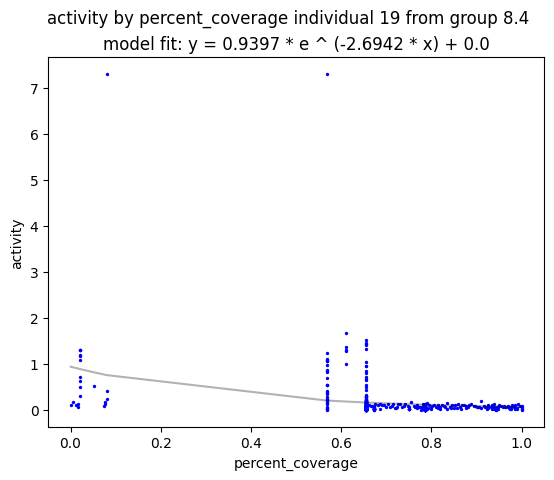 activity by percent_coverage individual 19 from group 8.4
model fit: y = 0.9397 * e ^ (-2.6942 * x) + 0.0
7
6
5
4
3
2
1
0
activity
0.0 0.2 0.4 0.6 0.8 1.0
percent_coverage